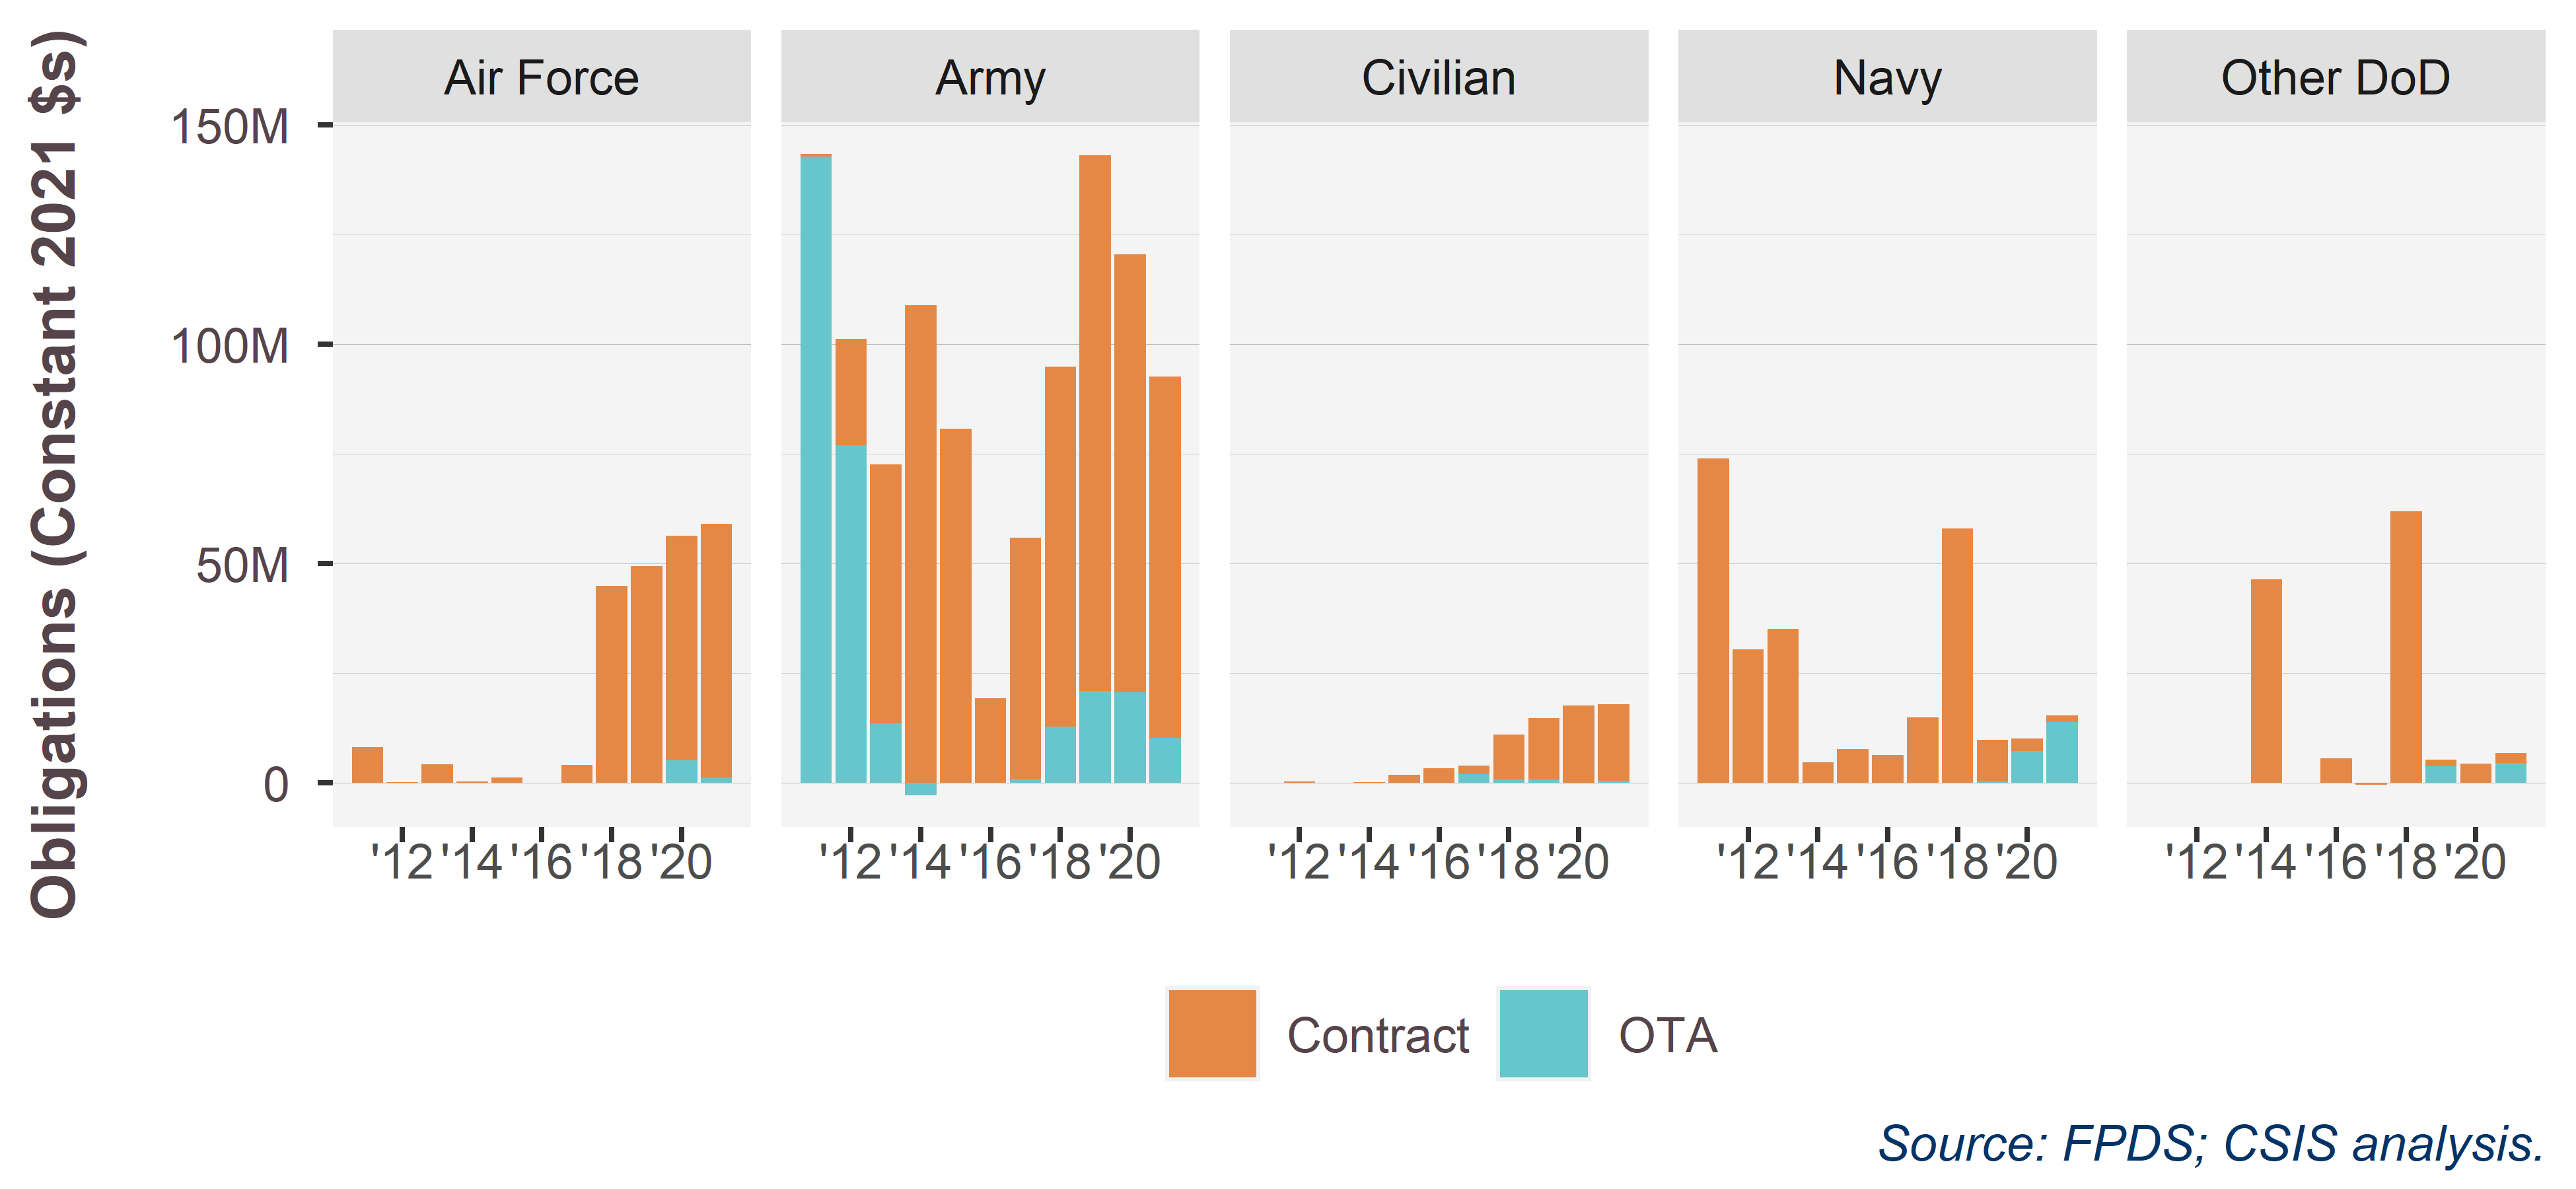 Obligations (Constant 2021 $s)
Air Force
Army
Civilian
Navy
Other DoD
150M
100M
50M
0
'12 '14 '16 '18 '20
'12 '14 '16 '18 '20
'12 '14 '16 '18 '20
'12 '14 '16 '18 '20
'12 '14 '16 '18 '20
Contract
OTA
Source: FPDS; CSIS analysis.